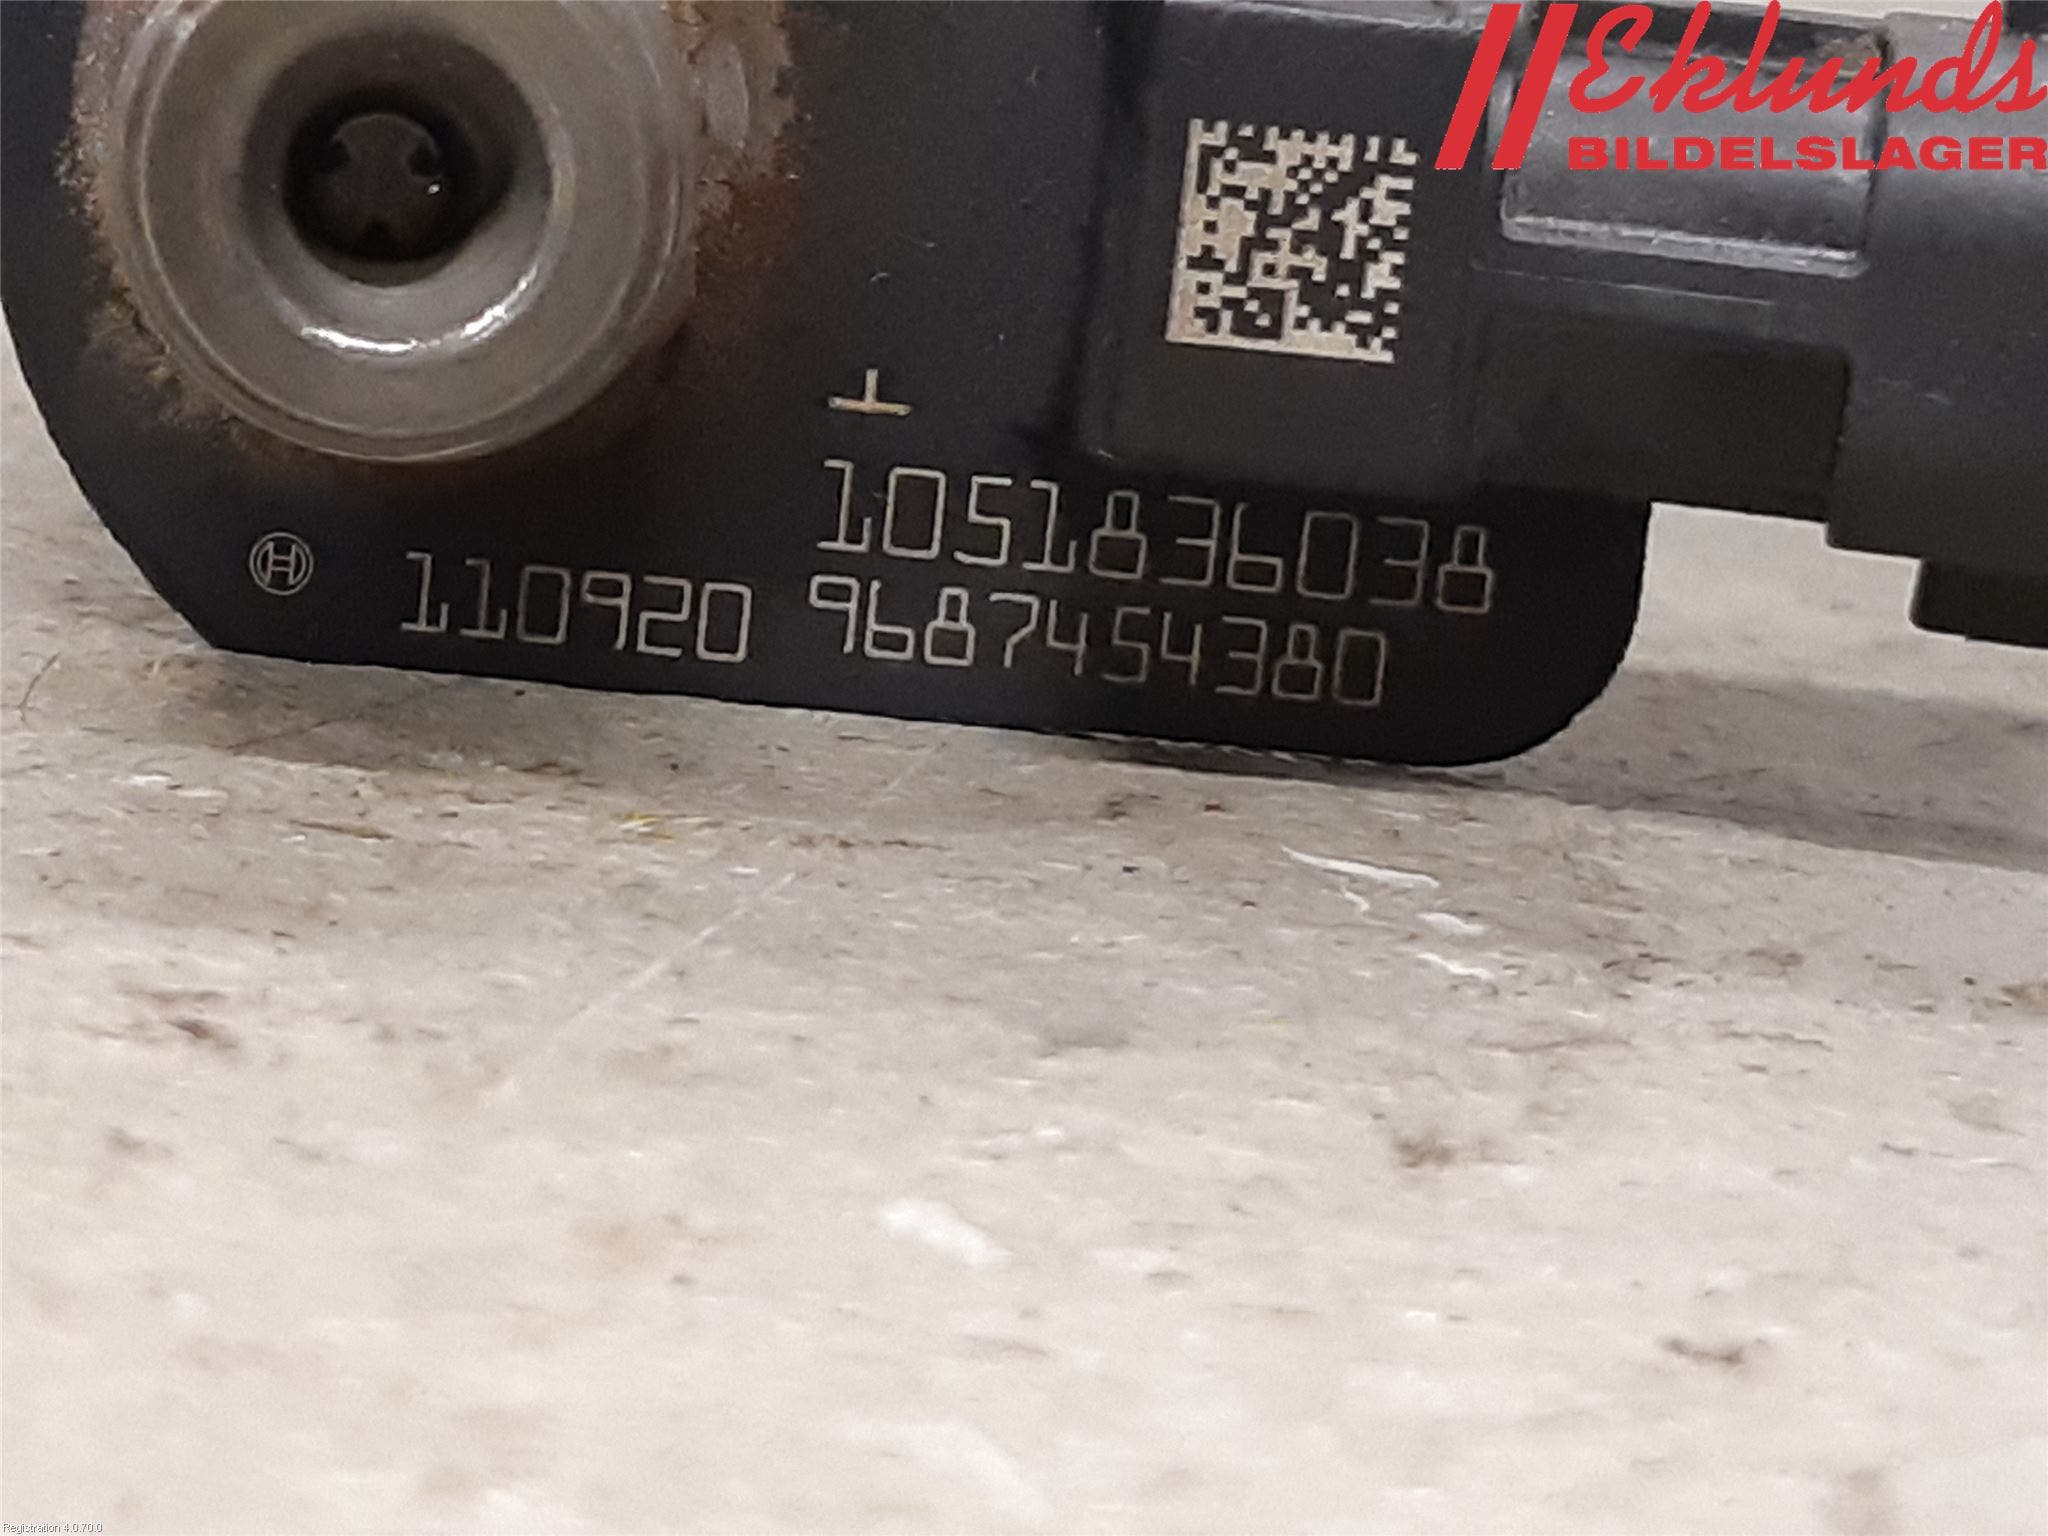 Eklunds
BILDELSLAGER
1051836038
110920 9687454380
Registration 4.0.70.0